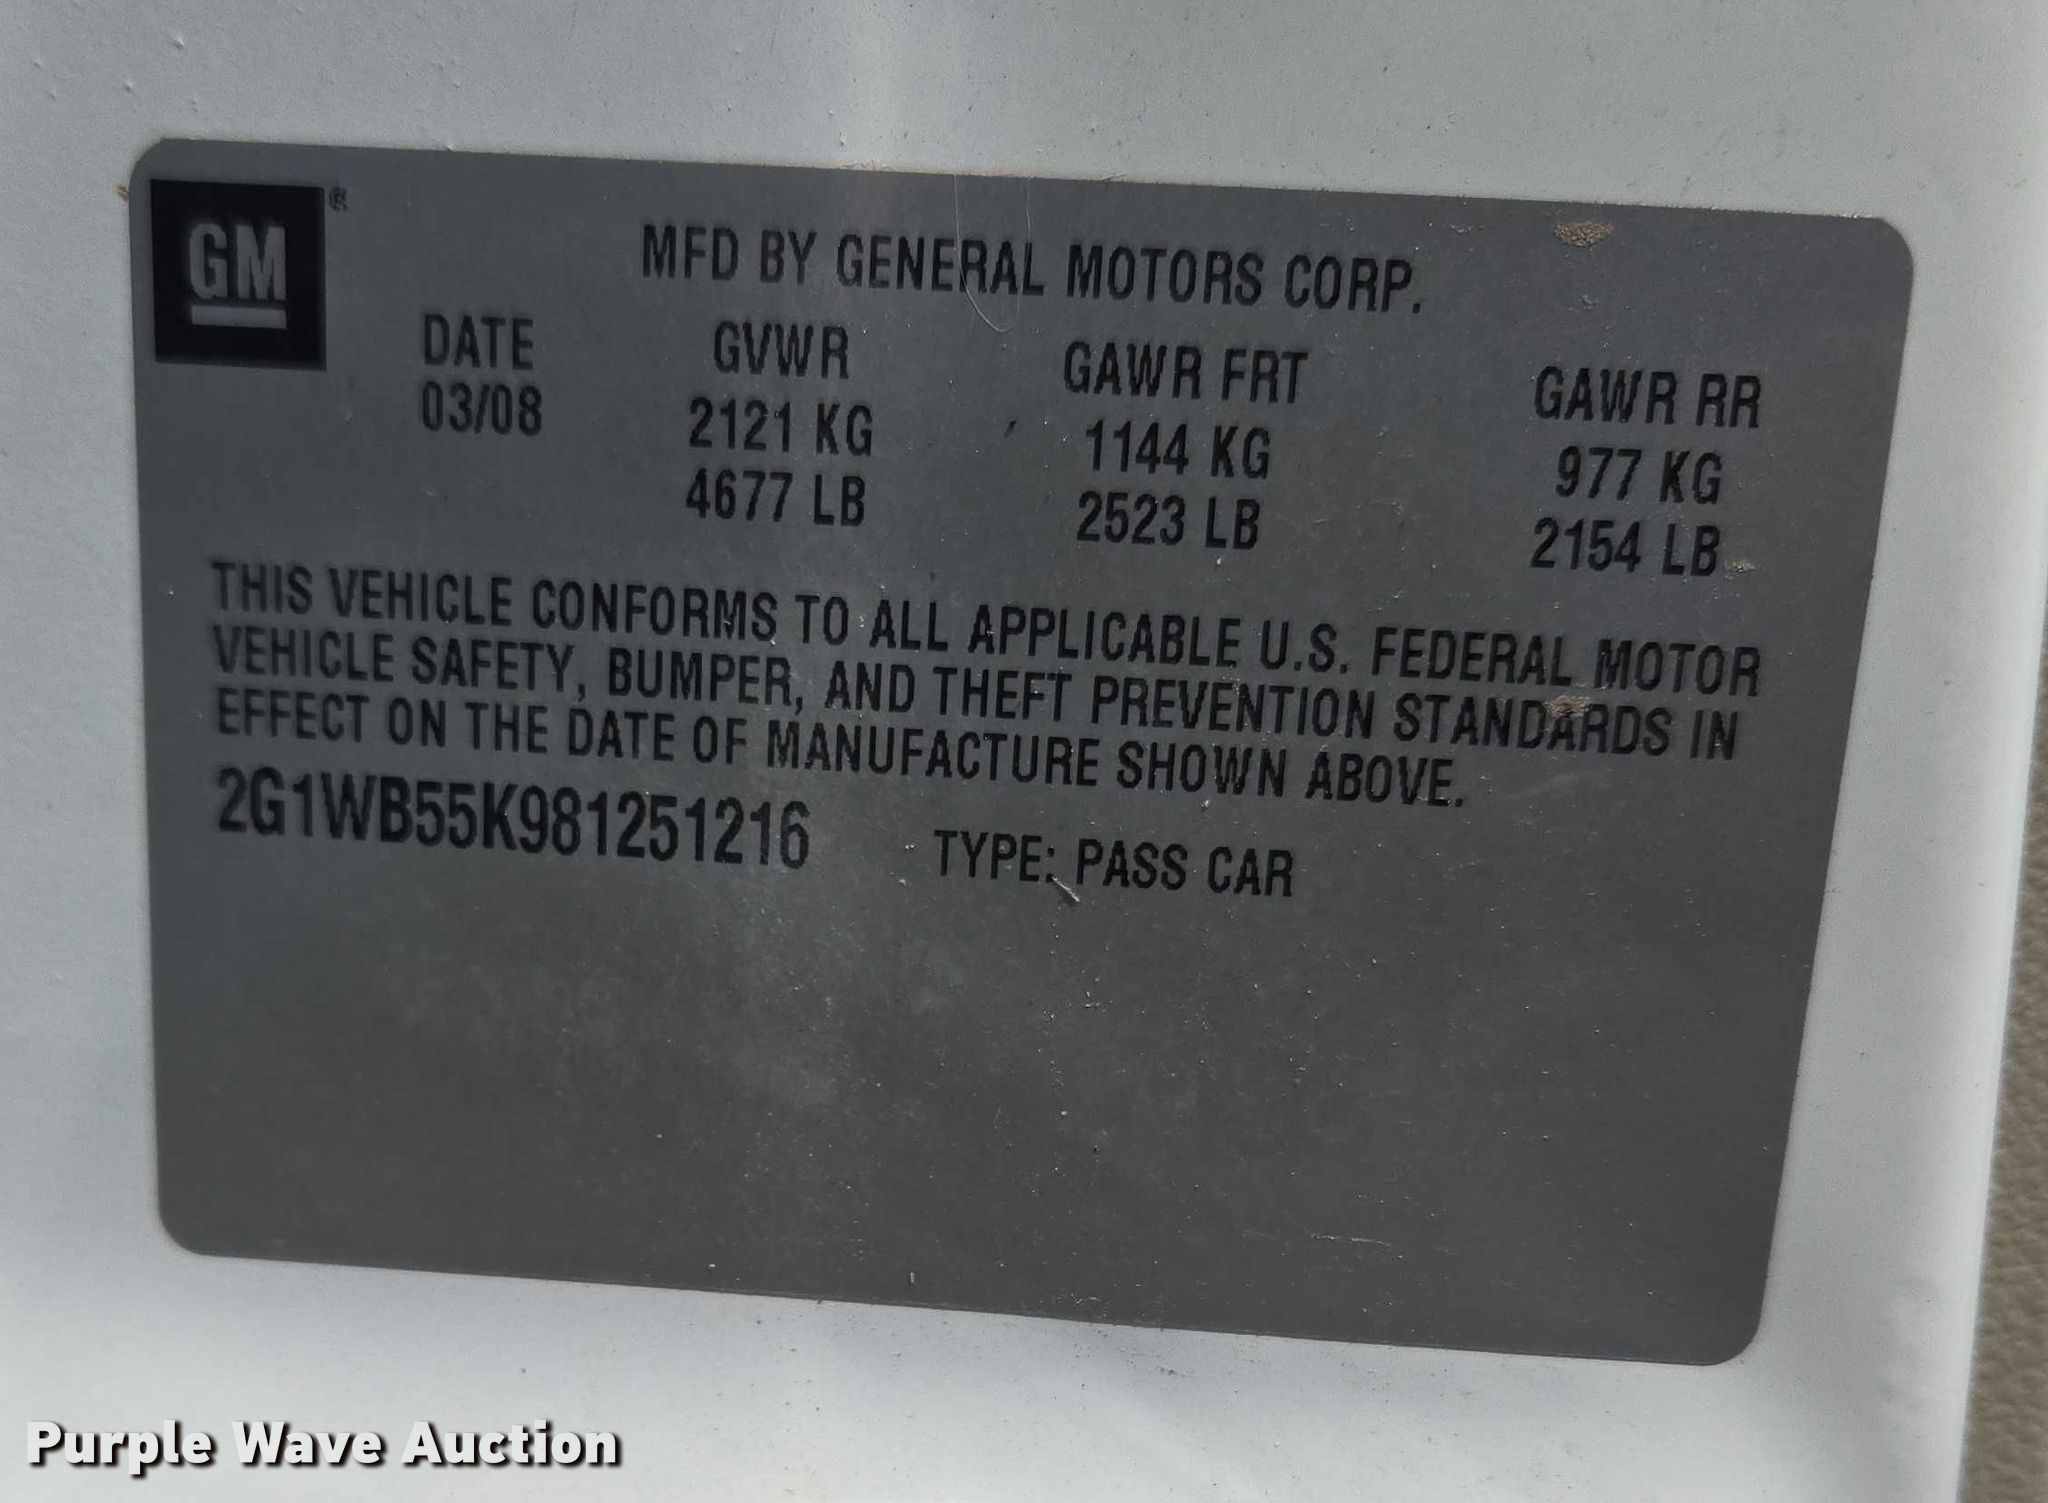 GM ®
MFD BY GENERAL MOTORS CORP.
DATE GVWR GAWR FRT GAWR RR
03/08 2121 KG 1144 KG 977 KG
4677 LB 2523 LB 2154 LB
THIS VEHICLE CONFORMS TO ALL APPLICABLE U.S. FEDERAL MOTOR
VEHICLE SAFETY, BUMPER, AND THEFT PREVENTION STANDARDS IN
EFFECT ON THE DATE OF MANUFACTURE SHOWN ABOVE.
2G1WB55K981251216 TYPE: PASS CAR
Purple Wave Auction